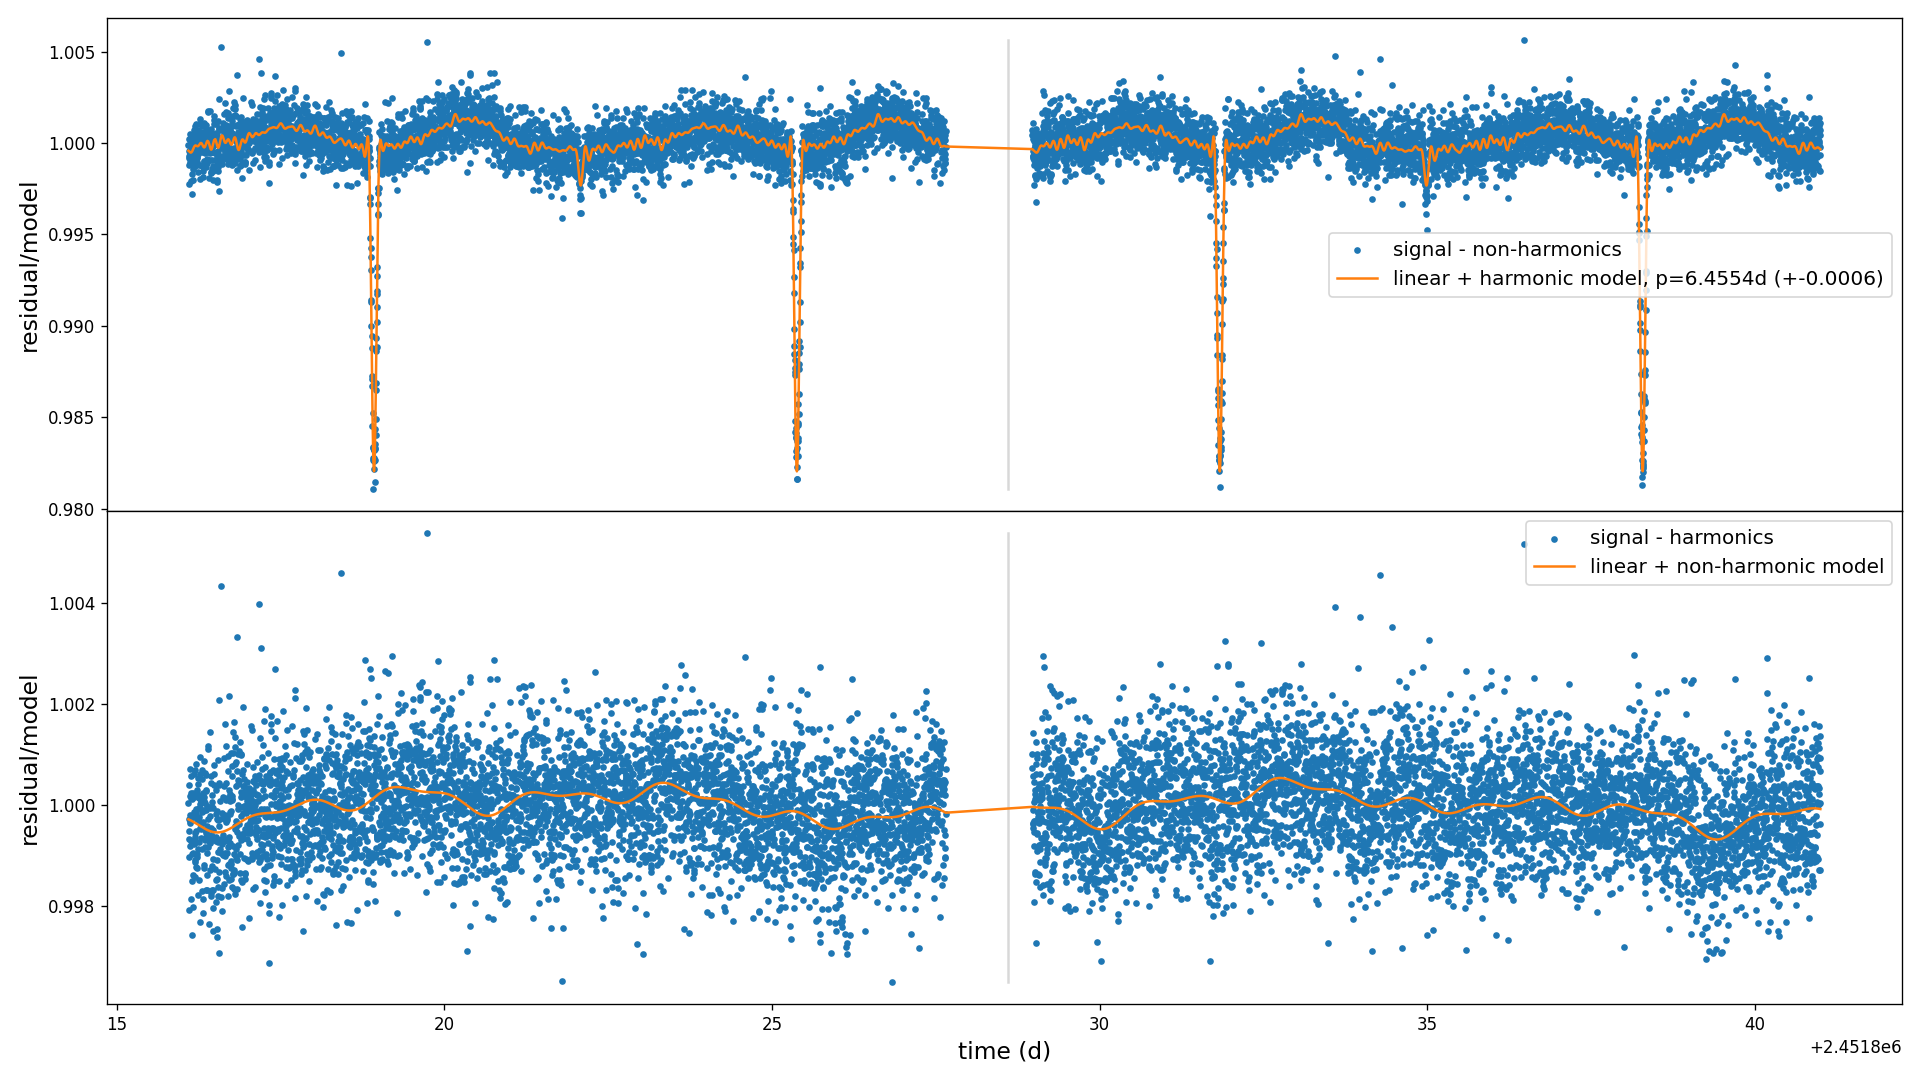 1.005
1.000
0.995
0.990
0.985
0.980
residual/model
signal - non-harmonics
linear + harmonic model, p=6.4554d (+-0.0006)
1.004
1.002
1.000
0.998
residual/model
signal - harmonics
linear + non-harmonic model
15 20 25 30 35 40
time (d)
+2.4518e6